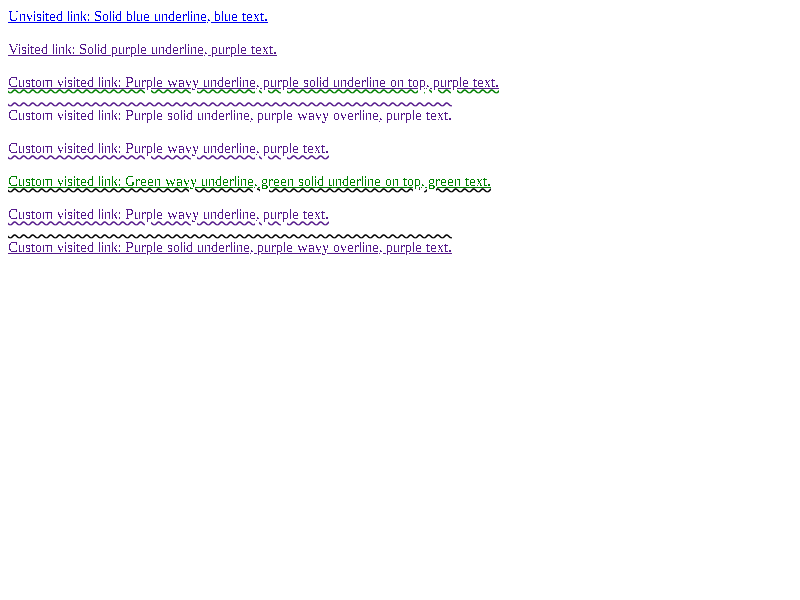 Unvisited link: Solid blue underline, blue text.
Visited link: Solid purple underline, purple text.
Custom visited link: Purple wavy underline, purple solid underline on top, purple text.
Custom visited link: Purple solid underline, purple wavy overline, purple text.
Custom visited link: Purple wavy underline, purple text.
Custom visited link: Green wavy underline, green solid underline on top, green text.
Custom visited link: Purple wavy underline, purple text.
Custom visited link: Purple solid underline, purple wavy overline, purple text.